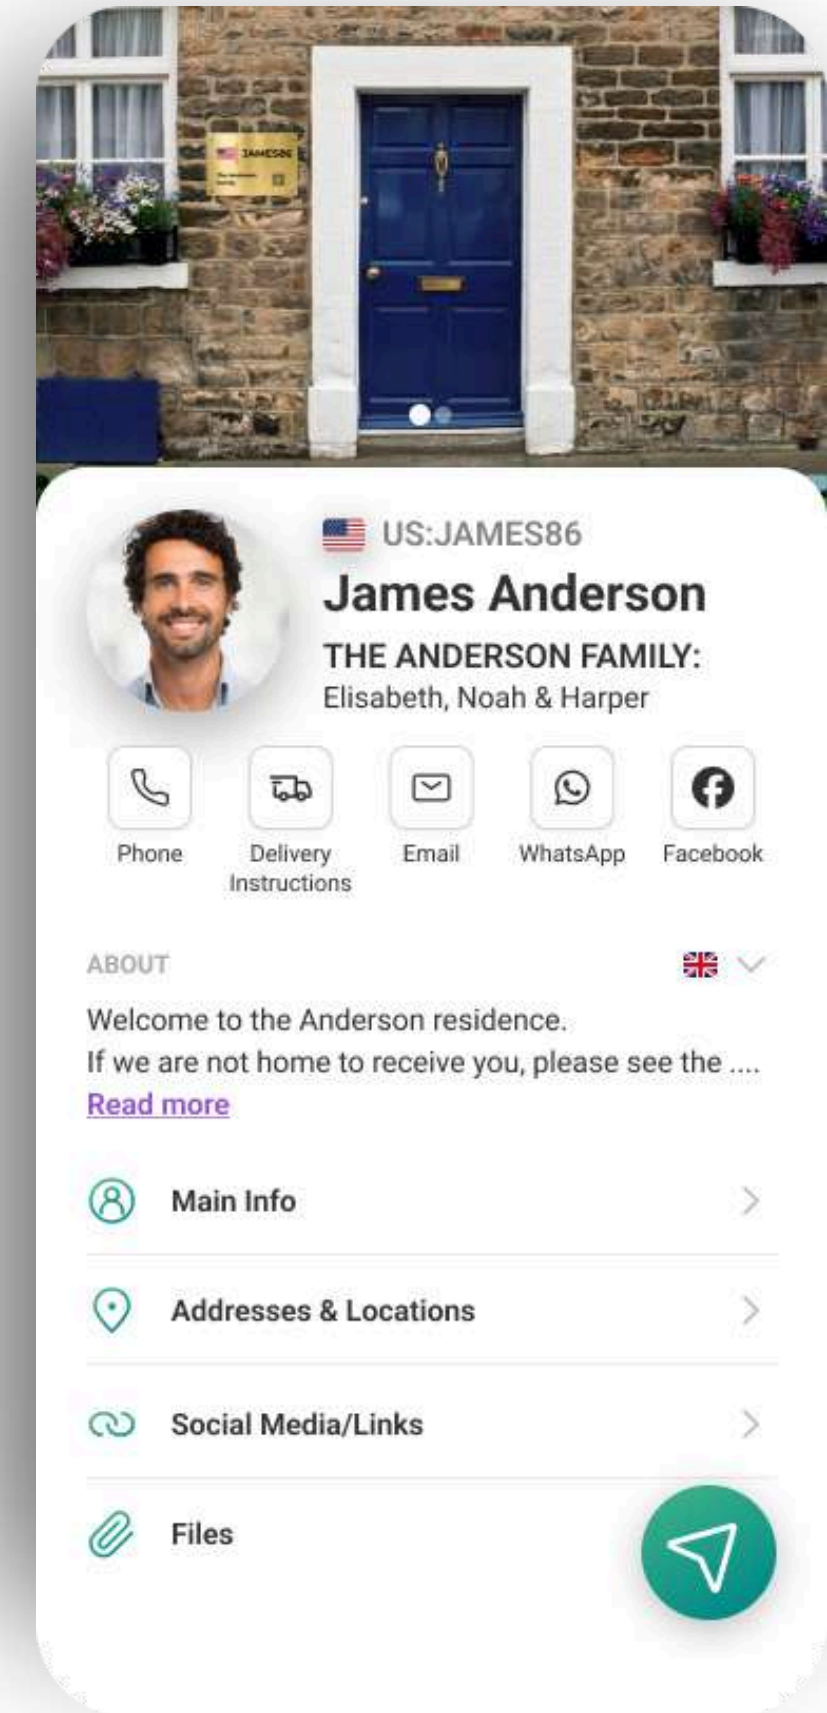 JAMES86
US:JAMES86
James Anderson
THE ANDERSON FAMILY:
Elisabeth, Noah & Harper
Phone
Delivery
Instructions
Email
WhatsApp
Facebook
ABOUT
Welcome to the Anderson residence.
If we are not home to receive you, please see the ....
Read more
Main Info
Addresses & Locations
Social Media/Links
Files